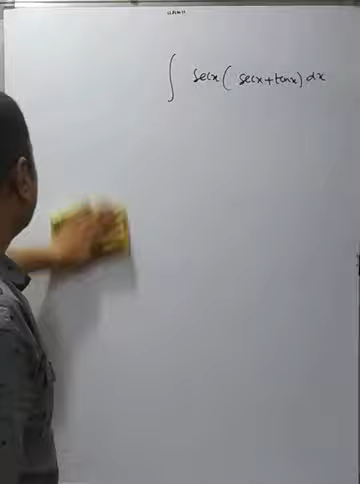 ∫ secx ( secx + tanx) dx